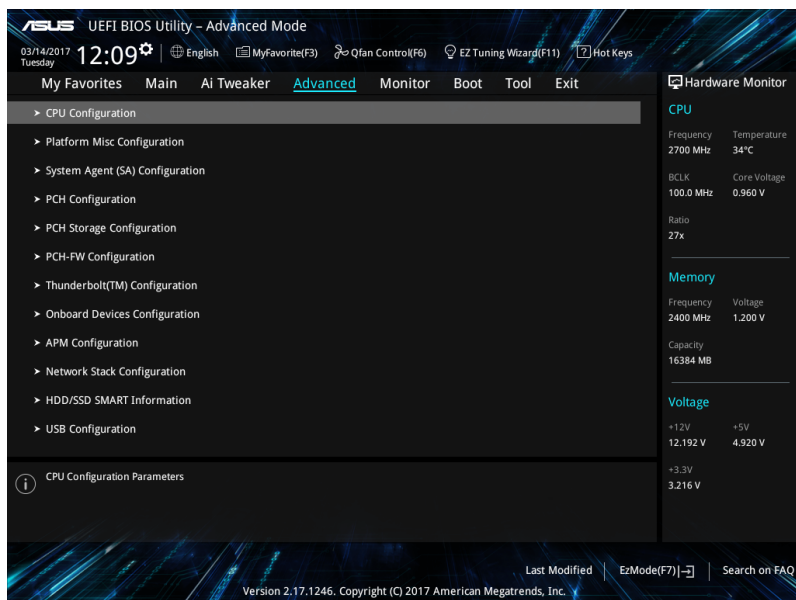 ASUS UEFI BIOS Utility – Advanced Mode
03/14/2017 Tuesday 12:09 English MyFavorite(F3) Qfan Control(F6) EZ Tuning Wizard(F11) ? Hot Keys
My Favorites Main Ai Tweaker Advanced Monitor Boot Tool Exit
> CPU Configuration
> Platform Misc Configuration
> System Agent (SA) Configuration
> PCH Configuration
> PCH Storage Configuration
> PCH-FW Configuration
> Thunderbolt(TM) Configuration
> Onboard Devices Configuration
> APM Configuration
> Network Stack Configuration
> HDD/SSD SMART Information
> USB Configuration
i CPU Configuration Parameters
Hardware Monitor
CPU
Frequency Temperature
2700 MHz 34°C
BCLK Core Voltage
100.0 MHz 0.960 V
Ratio
27x
Memory
Frequency Voltage
2400 MHz 1.200 V
Capacity
16384 MB
Voltage
+12V +5V
12.192 V 4.920 V
+3.3V
3.216 V
Last Modified EzMode(F7) Search on FAQ
Version 2.17.1246. Copyright (C) 2017 American Megatrends, Inc.